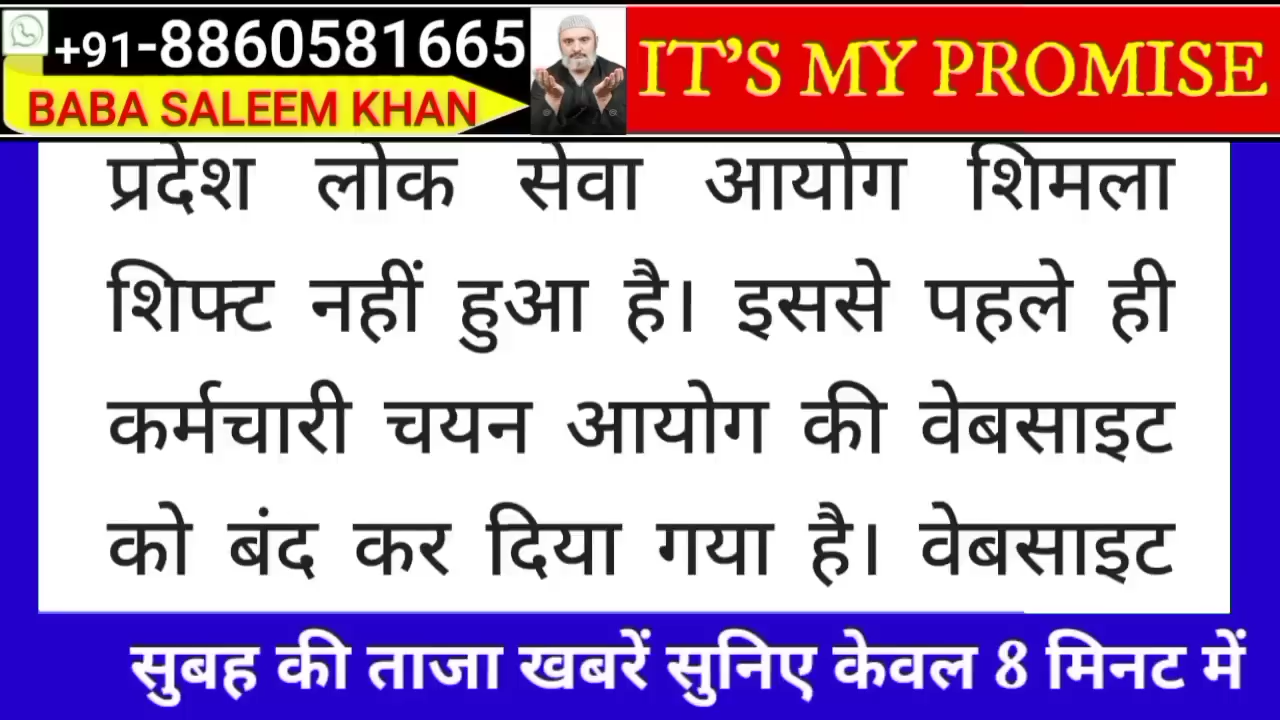 +91-8860581665
BABA SALEEM KHAN
IT'S MY PROMISE
प्रदेश लोक सेवा आयोग शिमला
शिफ्ट नहीं हुआ है। इससे पहले ही
कर्मचारी चयन आयोग की वेबसाइट
को बंद कर दिया गया है। वेबसाइट
सुबह की ताजा खबरें सुनिए केवल 8 मिनट में